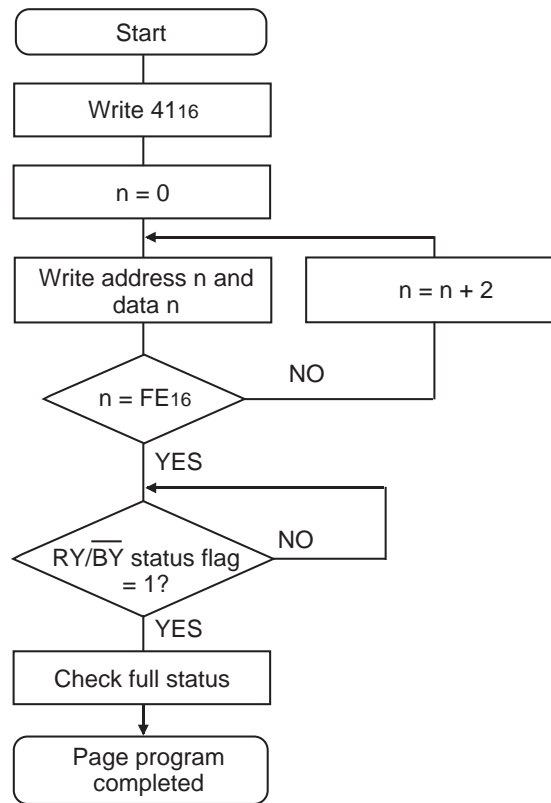 Start
Write 4116
n = 0
Write address n and
data n
n = n + 2
n = FE16
NO
YES
RY/B̅Y̅ status flag
= 1?
NO
YES
Check full status
Page program
completed